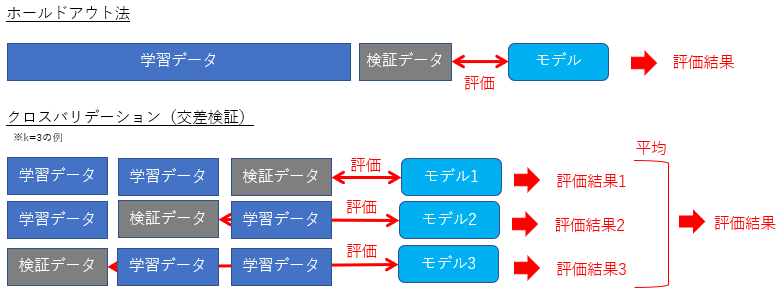 ホールドアウト法
学習データ 検証データ モデル 評価結果
評価
クロスバリデーション（交差検証）
※k=3の例
平均
学習データ 学習データ 検証データ 評価 モデル1 評価結果1
学習データ 検証データ 学習データ 評価 モデル2 評価結果2 評価結果
検証データ 学習データ 学習データ 評価 モデル3 評価結果3